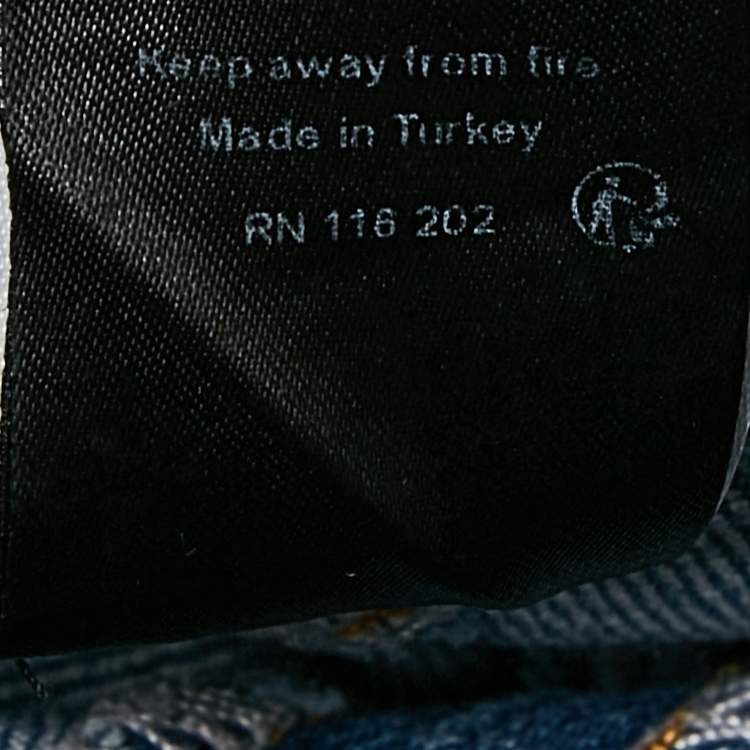 Keep away from fire
Made in Turkey
RN 116 202